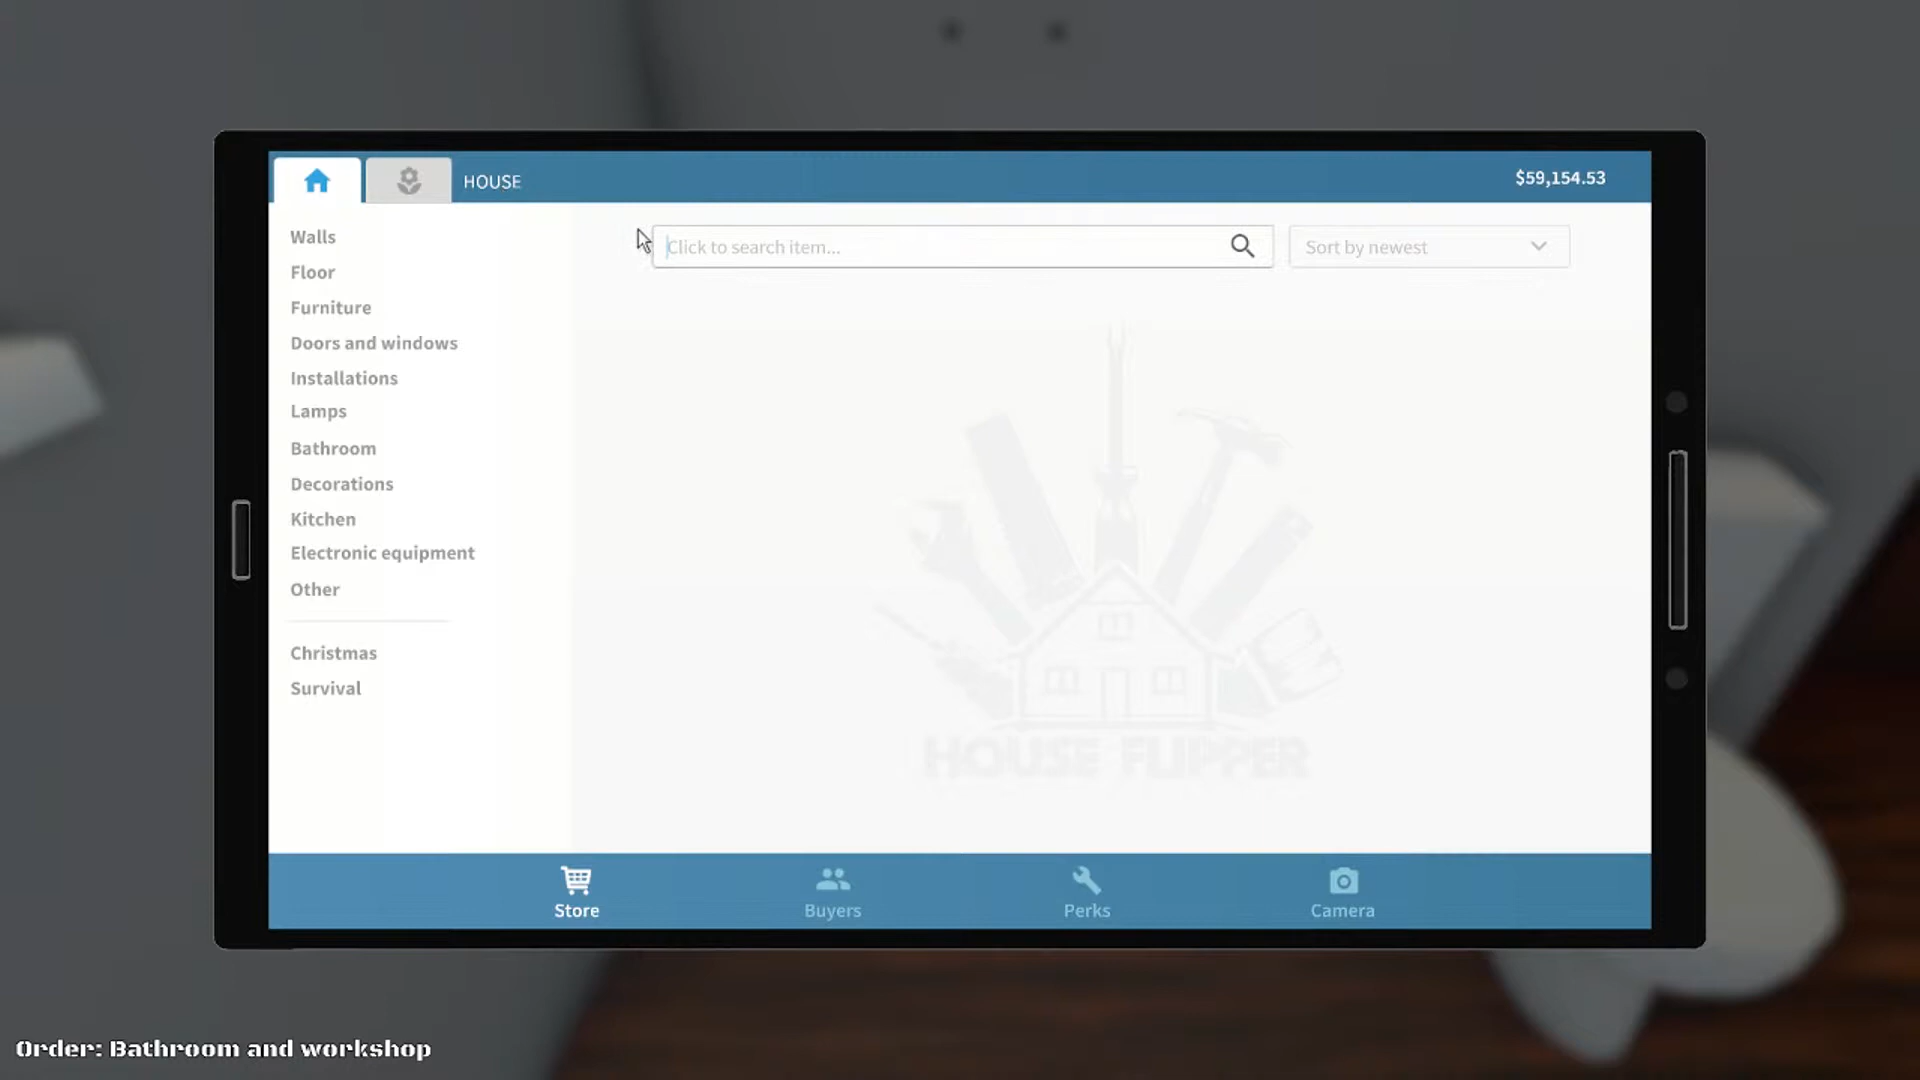 HOUSE
$59,154.53
Walls
Floor
Furniture
Doors and windows
Installations
Lamps
Bathroom
Decorations
Kitchen
Electronic equipment
Other
Christmas
Survival
Click to search item...
Sort by newest
HOUSE FLIPPER
Store
Buyers
Perks
Camera
Order: Bathroom and workshop